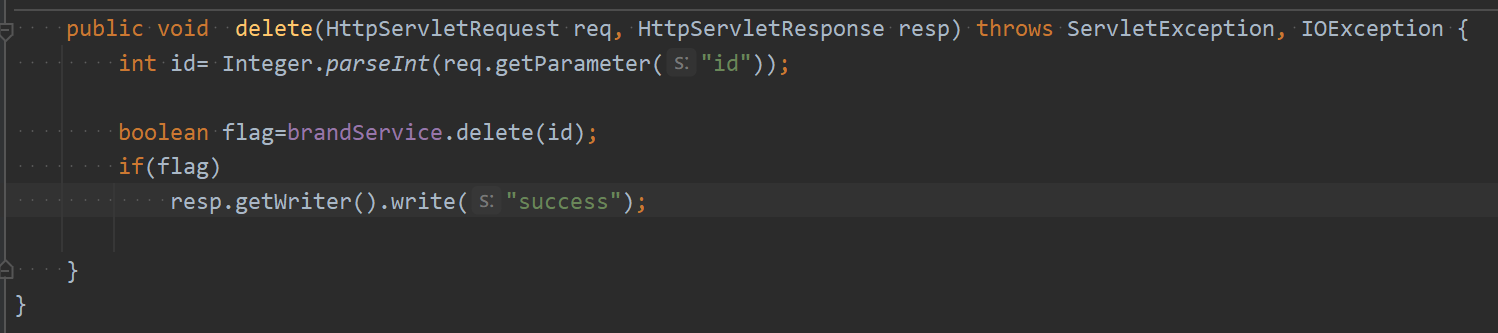 public void  delete(HttpServletRequest req, HttpServletResponse resp) throws ServletException, IOException {
int id= Integer.parseInt(req.getParameter( s: "id"));
boolean flag=brandService.delete(id);
if(flag)
resp.getWriter().write( s: "success");
}
}